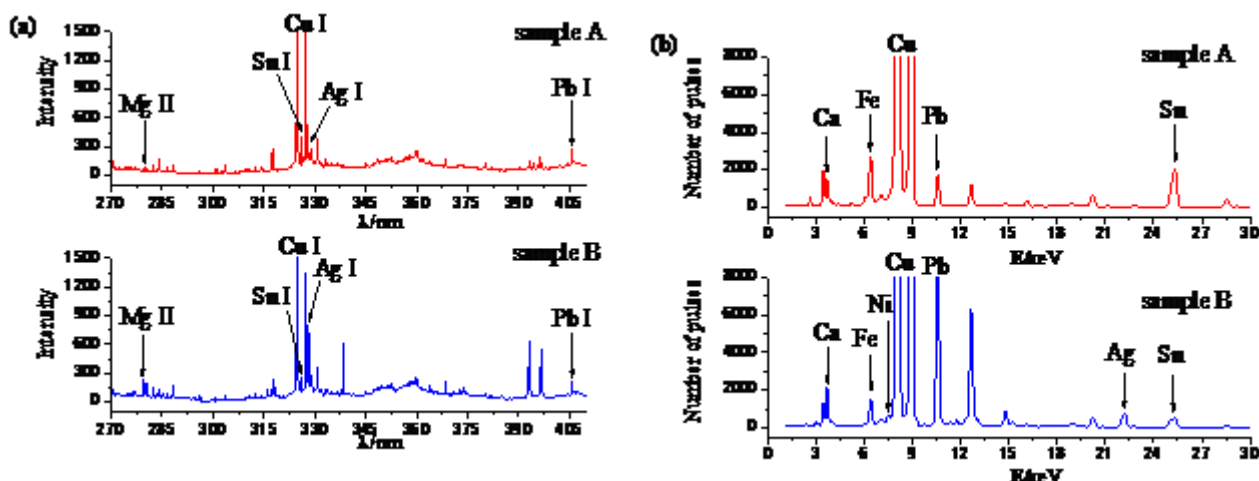 (a)
1500
1200
900
600
300
0
Intensity
Cu I
Sn I
Ag I
Mg II
Pb I
sample A
270 285 300 315 330 345 360 375 390 405
λ/nm
1500
1200
900
600
300
0
Intensity
Cu I
Ag I
Sn I
Mg II
Pb I
sample B
270 285 300 315 330 345 360 375 390 405
λ/nm
(b)
8000
6000
4000
2000
0
Number of pulses
Cu
Ca
Fe
Pb
Sn
sample A
0 3 6 9 12 15 18 21 24 27 30
E/keV
8000
6000
4000
2000
0
Number of pulses
Cu
Pb
Ni
Ca
Fe
Ag
Sn
sample B
0 3 6 9 12 15 18 21 24 27 30
E/keV